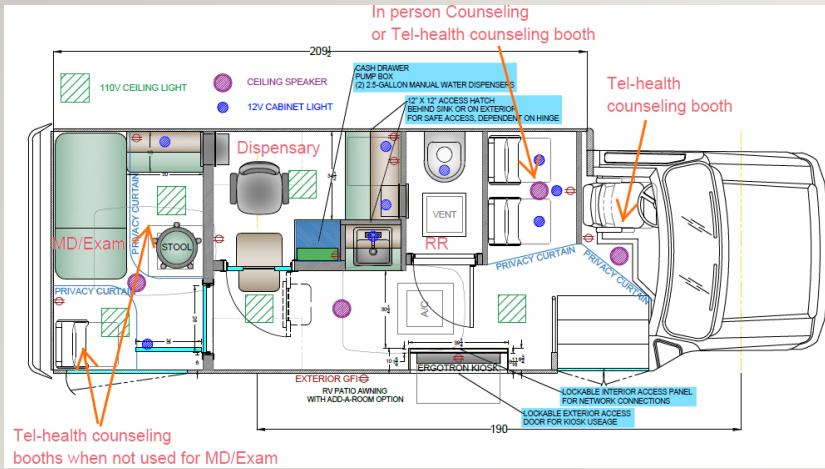 In person Counseling
or Tel-health counseling booth
209½
110V CEILING LIGHT
CEILING SPEAKER
12V CABINET LIGHT
CASH DRAWER
PUMP BOX
(2) 2.5-GALLON MANUAL WATER DISPENSERS
12" X 12" ACCESS HATCH
BEHIND SINK OR ON EXTERIOR
FOR SAFE ACCESS, DEPENDENT ON HINGE
Tel-health
counseling booth
Dispensary
PRIVACY CURTAIN
MD/Exam
STOOL
VENT
RR
PRIVACY CURTAIN
PRIVACY CURTAIN
PRIVACY CURTAIN
A/C
ERGOTRON KIOSK
EXTERIOR GFI
RV PATIO AWNING
WITH ADD-A-ROOM OPTION
LOCKABLE INTERIOR ACCESS PANEL
FOR NETWORK CONNECTIONS
LOCKABLE EXTERIOR ACCESS
DOOR FOR KIOSK USEAGE
190
Tel-health counseling
booths when not used for MD/Exam